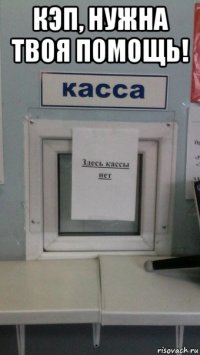 КЭП, НУЖНА
ТВОЯ ПОМОЩЬ!
касса
Здесь кассы
нет
risovach.ru